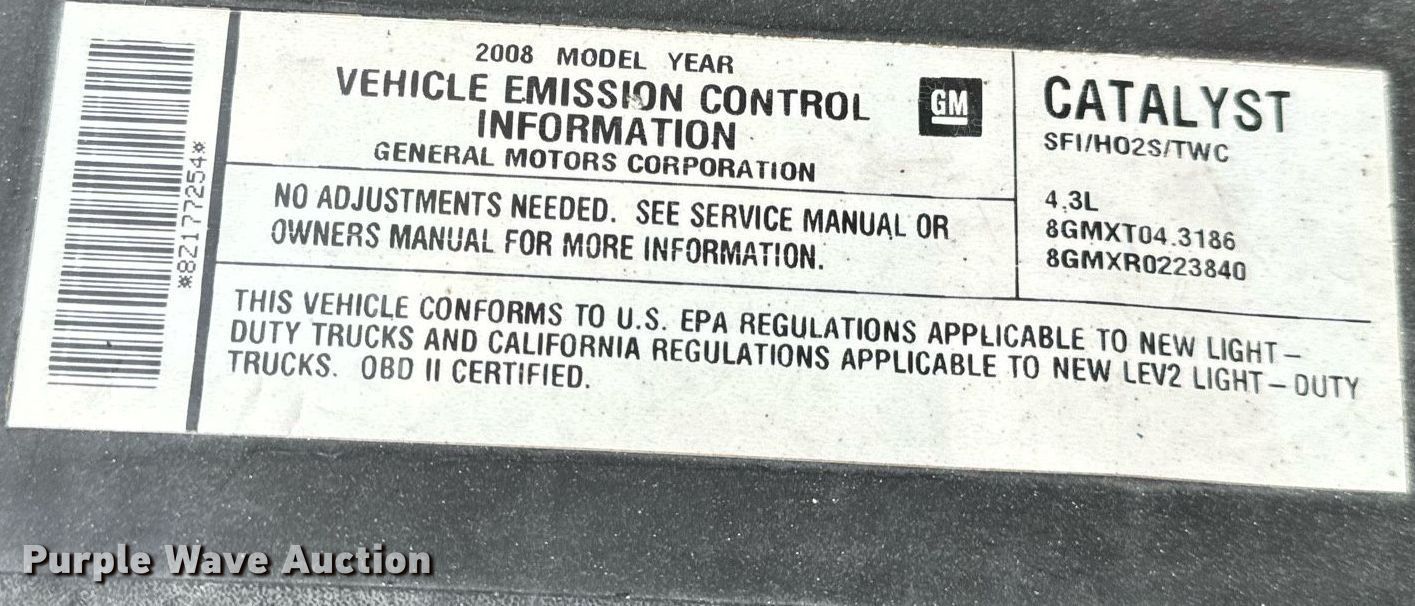 *82177254*
2008 MODEL YEAR
VEHICLE EMISSION CONTROL
INFORMATION
GENERAL MOTORS CORPORATION
GM
NO ADJUSTMENTS NEEDED. SEE SERVICE MANUAL OR
OWNERS MANUAL FOR MORE INFORMATION.
CATALYST
SFI/HO2S/TWC
4.3L
8GMXT04.3186
8GMXR0223840
THIS VEHICLE CONFORMS TO U.S. EPA REGULATIONS APPLICABLE TO NEW LIGHT-
DUTY TRUCKS AND CALIFORNIA REGULATIONS APPLICABLE TO NEW LEV2 LIGHT-DUTY
TRUCKS. OBD II CERTIFIED.
Purple Wave Auction